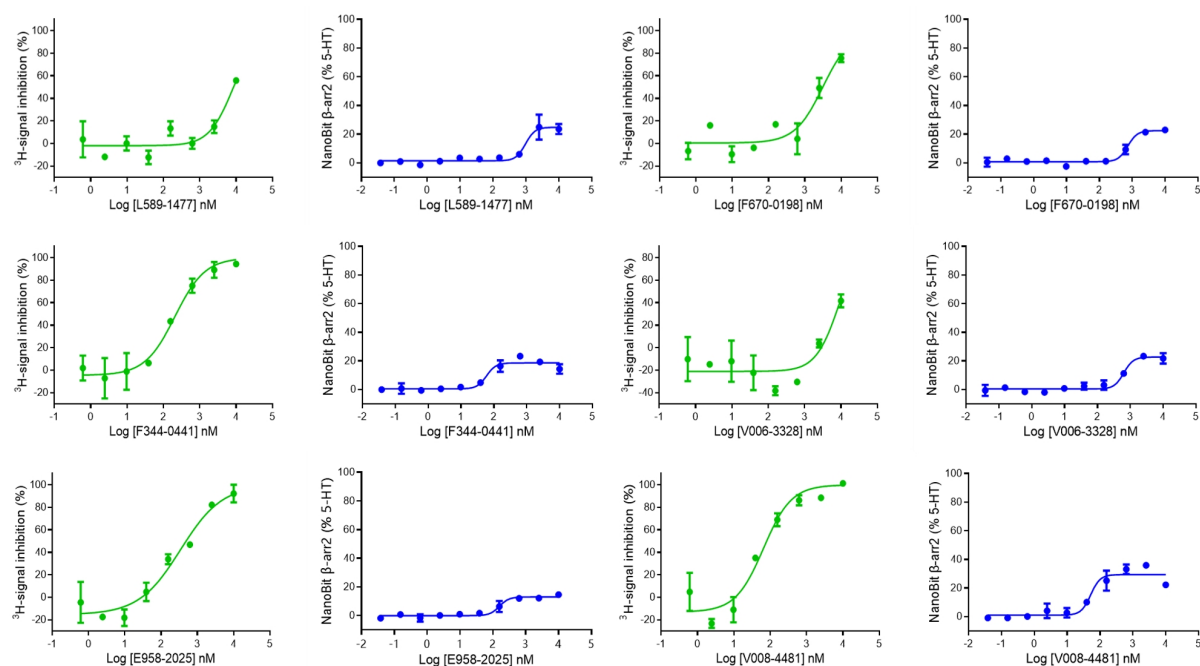 ³H-signal inhibition (%)
100
80
60
40
20
0
-20
-1 0 1 2 3 4 5
Log [L589-1477] nM
NanoBit β-arr2 (% 5-HT)
100
80
60
40
20
0
-2 -1 0 1 2 3 4 5
Log [L589-1477] nM
³H-signal inhibition (%)
100
80
60
40
20
0
-20
-1 0 1 2 3 4 5
Log [F670-0198] nM
NanoBit β-arr2 (% 5-HT)
100
80
60
40
20
0
-2 -1 0 1 2 3 4 5
Log [F670-0198] nM
³H-signal inhibition (%)
100
80
60
40
20
0
-20
-1 0 1 2 3 4 5
Log [F344-0441] nM
NanoBit β-arr2 (% 5-HT)
100
80
60
40
20
0
-2 -1 0 1 2 3 4 5
Log [F344-0441] nM
³H-signal inhibition (%)
80
60
40
20
0
-20
-40
-1 0 1 2 3 4 5
Log [V006-3328] nM
NanoBit β-arr2 (% 5-HT)
100
80
60
40
20
0
-2 -1 0 1 2 3 4 5
Log [V006-3328] nM
³H-signal inhibition (%)
100
80
60
40
20
0
-20
-1 0 1 2 3 4 5
Log [E958-2025] nM
NanoBit β-arr2 (% 5-HT)
100
80
60
40
20
0
-2 -1 0 1 2 3 4 5
Log [E958-2025] nM
³H-signal inhibition (%)
100
80
60
40
20
0
-20
-1 0 1 2 3 4 5
Log [V008-4481] nM
NanoBit β-arr2 (% 5-HT)
100
80
60
40
20
0
-2 -1 0 1 2 3 4 5
Log [V008-4481] nM